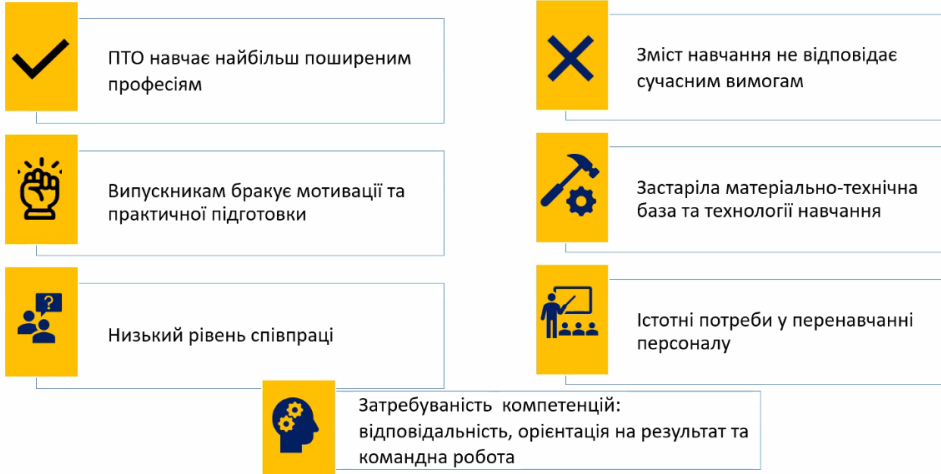 ПТО навчає найбільш поширеним
професіям
Зміст навчання не відповідає
сучасним вимогам
Випускникам бракує мотивації та
практичної підготовки
Застаріла матеріально-технічна
база та технології навчання
?
Низький рівень співпраці
Істотні потреби у перенавчанні
персоналу
Затребуваність компетенцій:
відповідальність, орієнтація на результат та
командна робота